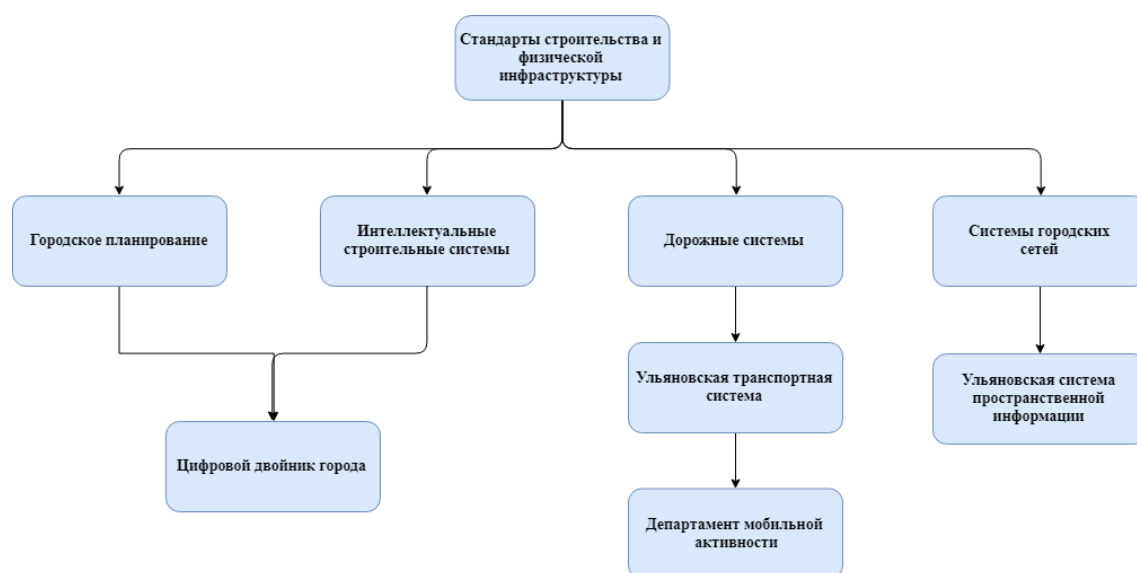 Стандарты строительства и
физической
инфраструктуры
Городское планирование
Интеллектуальные
строительные системы
Дорожные системы
Системы городских
сетей
Ульяновская транспортная
система
Ульяновская система
пространственной
информации
Цифровой двойник города
Департамент мобильной
активности